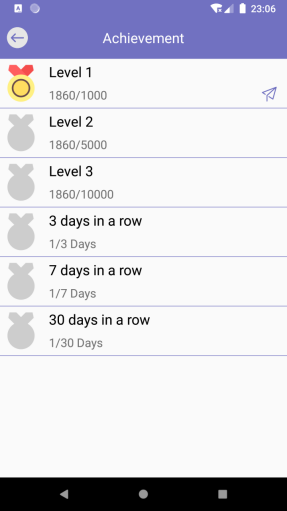 23:06
Achievement
Level 1
1860/1000
Level 2
1860/5000
Level 3
1860/10000
3 days in a row
1/3 Days
7 days in a row
1/7 Days
30 days in a row
1/30 Days